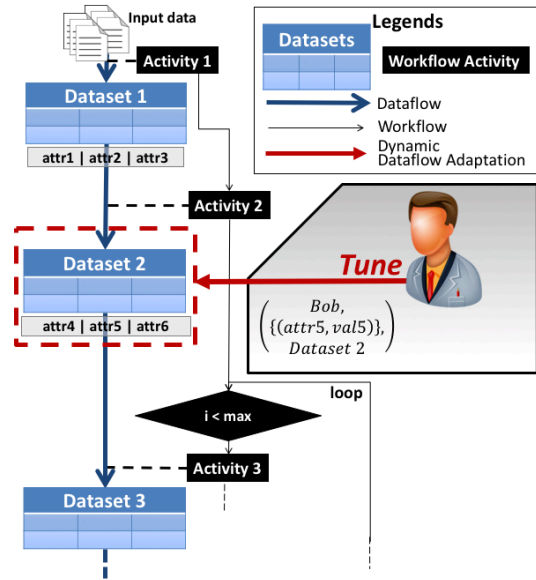 Input data
Activity 1
Dataset 1
attr1 | attr2 | attr3
Activity 2
Dataset 2
attr4 | attr5 | attr6
i < max
loop
Activity 3
Dataset 3
Legends
Datasets
Workflow Activity
Dataflow
Workflow
Dynamic
Dataflow Adaptation
Tune
Bob,
{(attr5, val5)},
Dataset 2